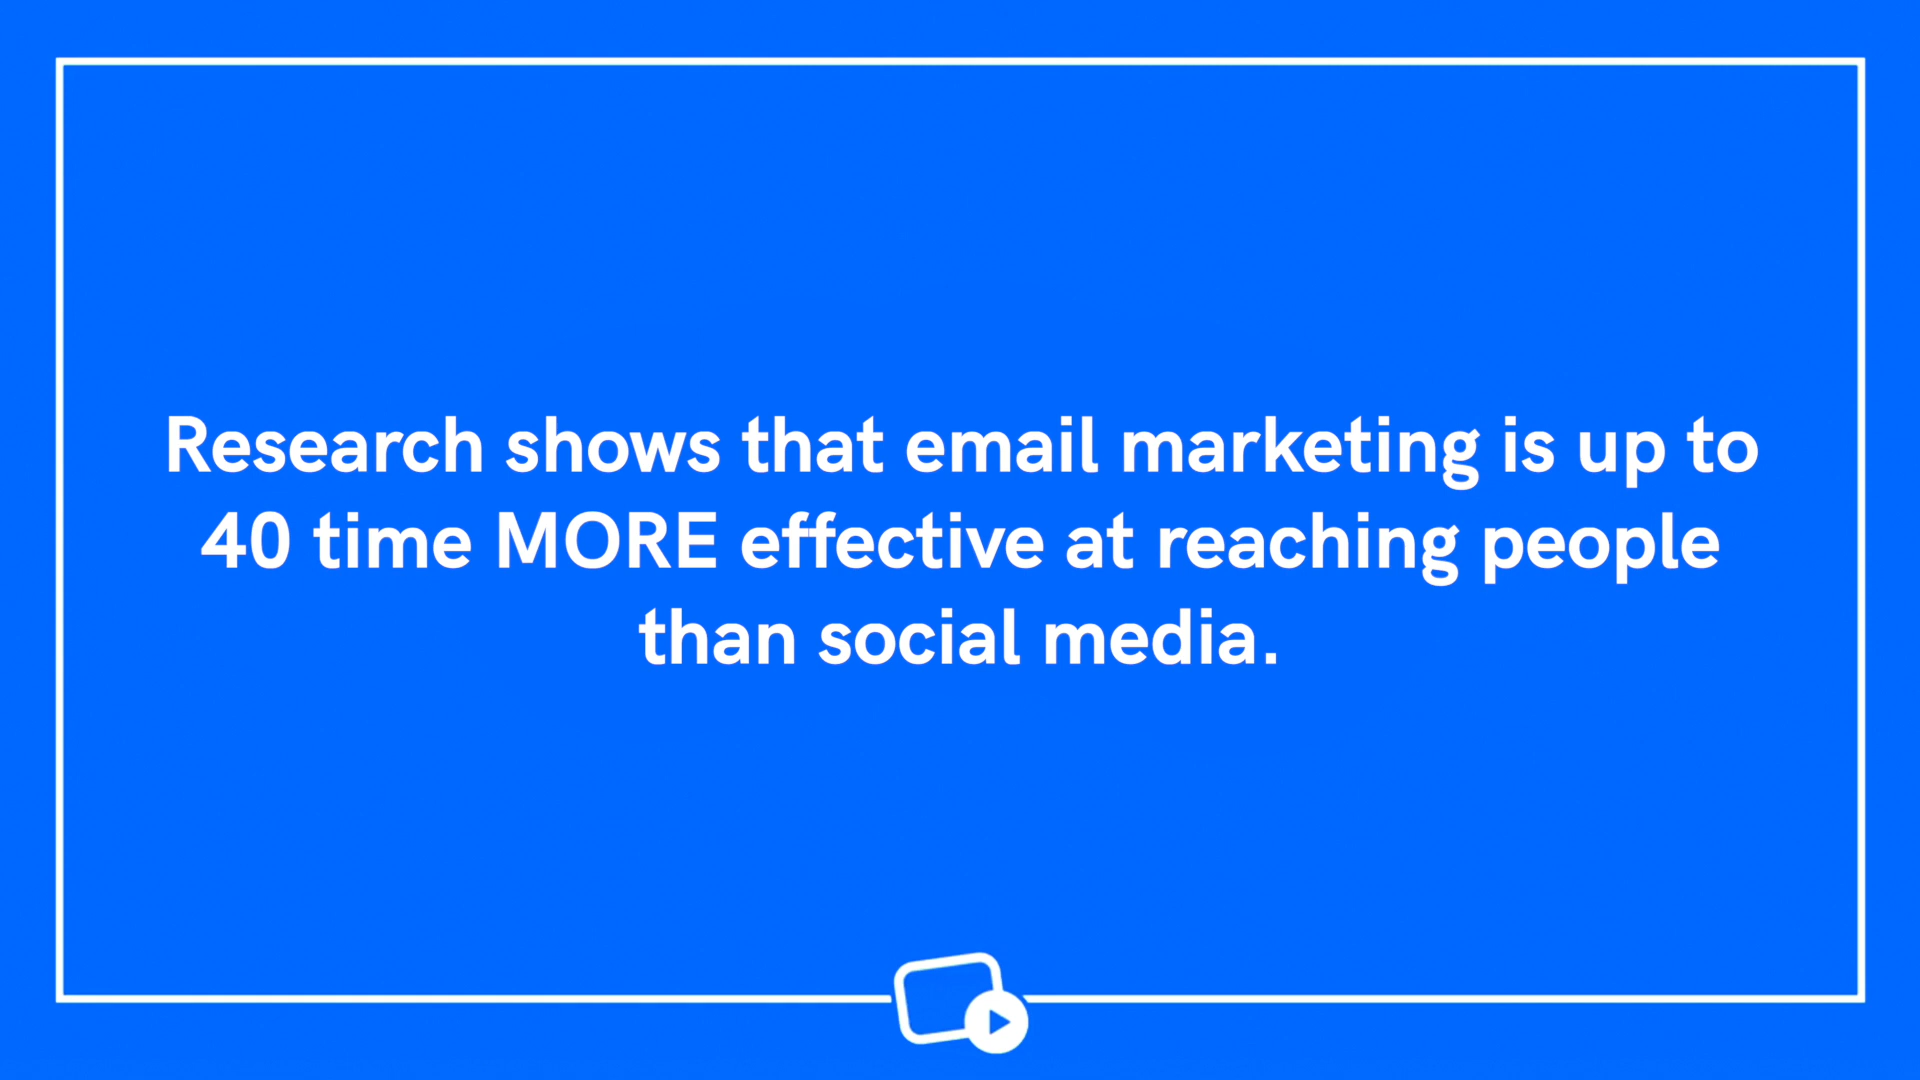 Research shows that email marketing is up to
40 time MORE effective at reaching people
than social media.